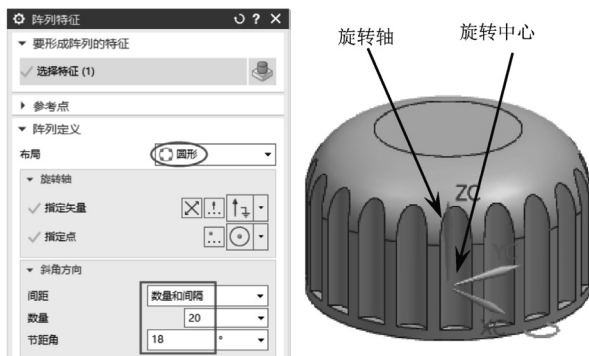 阵列特征
要形成阵列的特征
选择特征 (1)
参考点
阵列定义
布局 圆形
旋转轴
指定矢量
指定点
斜角方向
间距 数量和间隔
数量 20
节距角 18 °
旋转轴
旋转中心
ZC
YC
XC